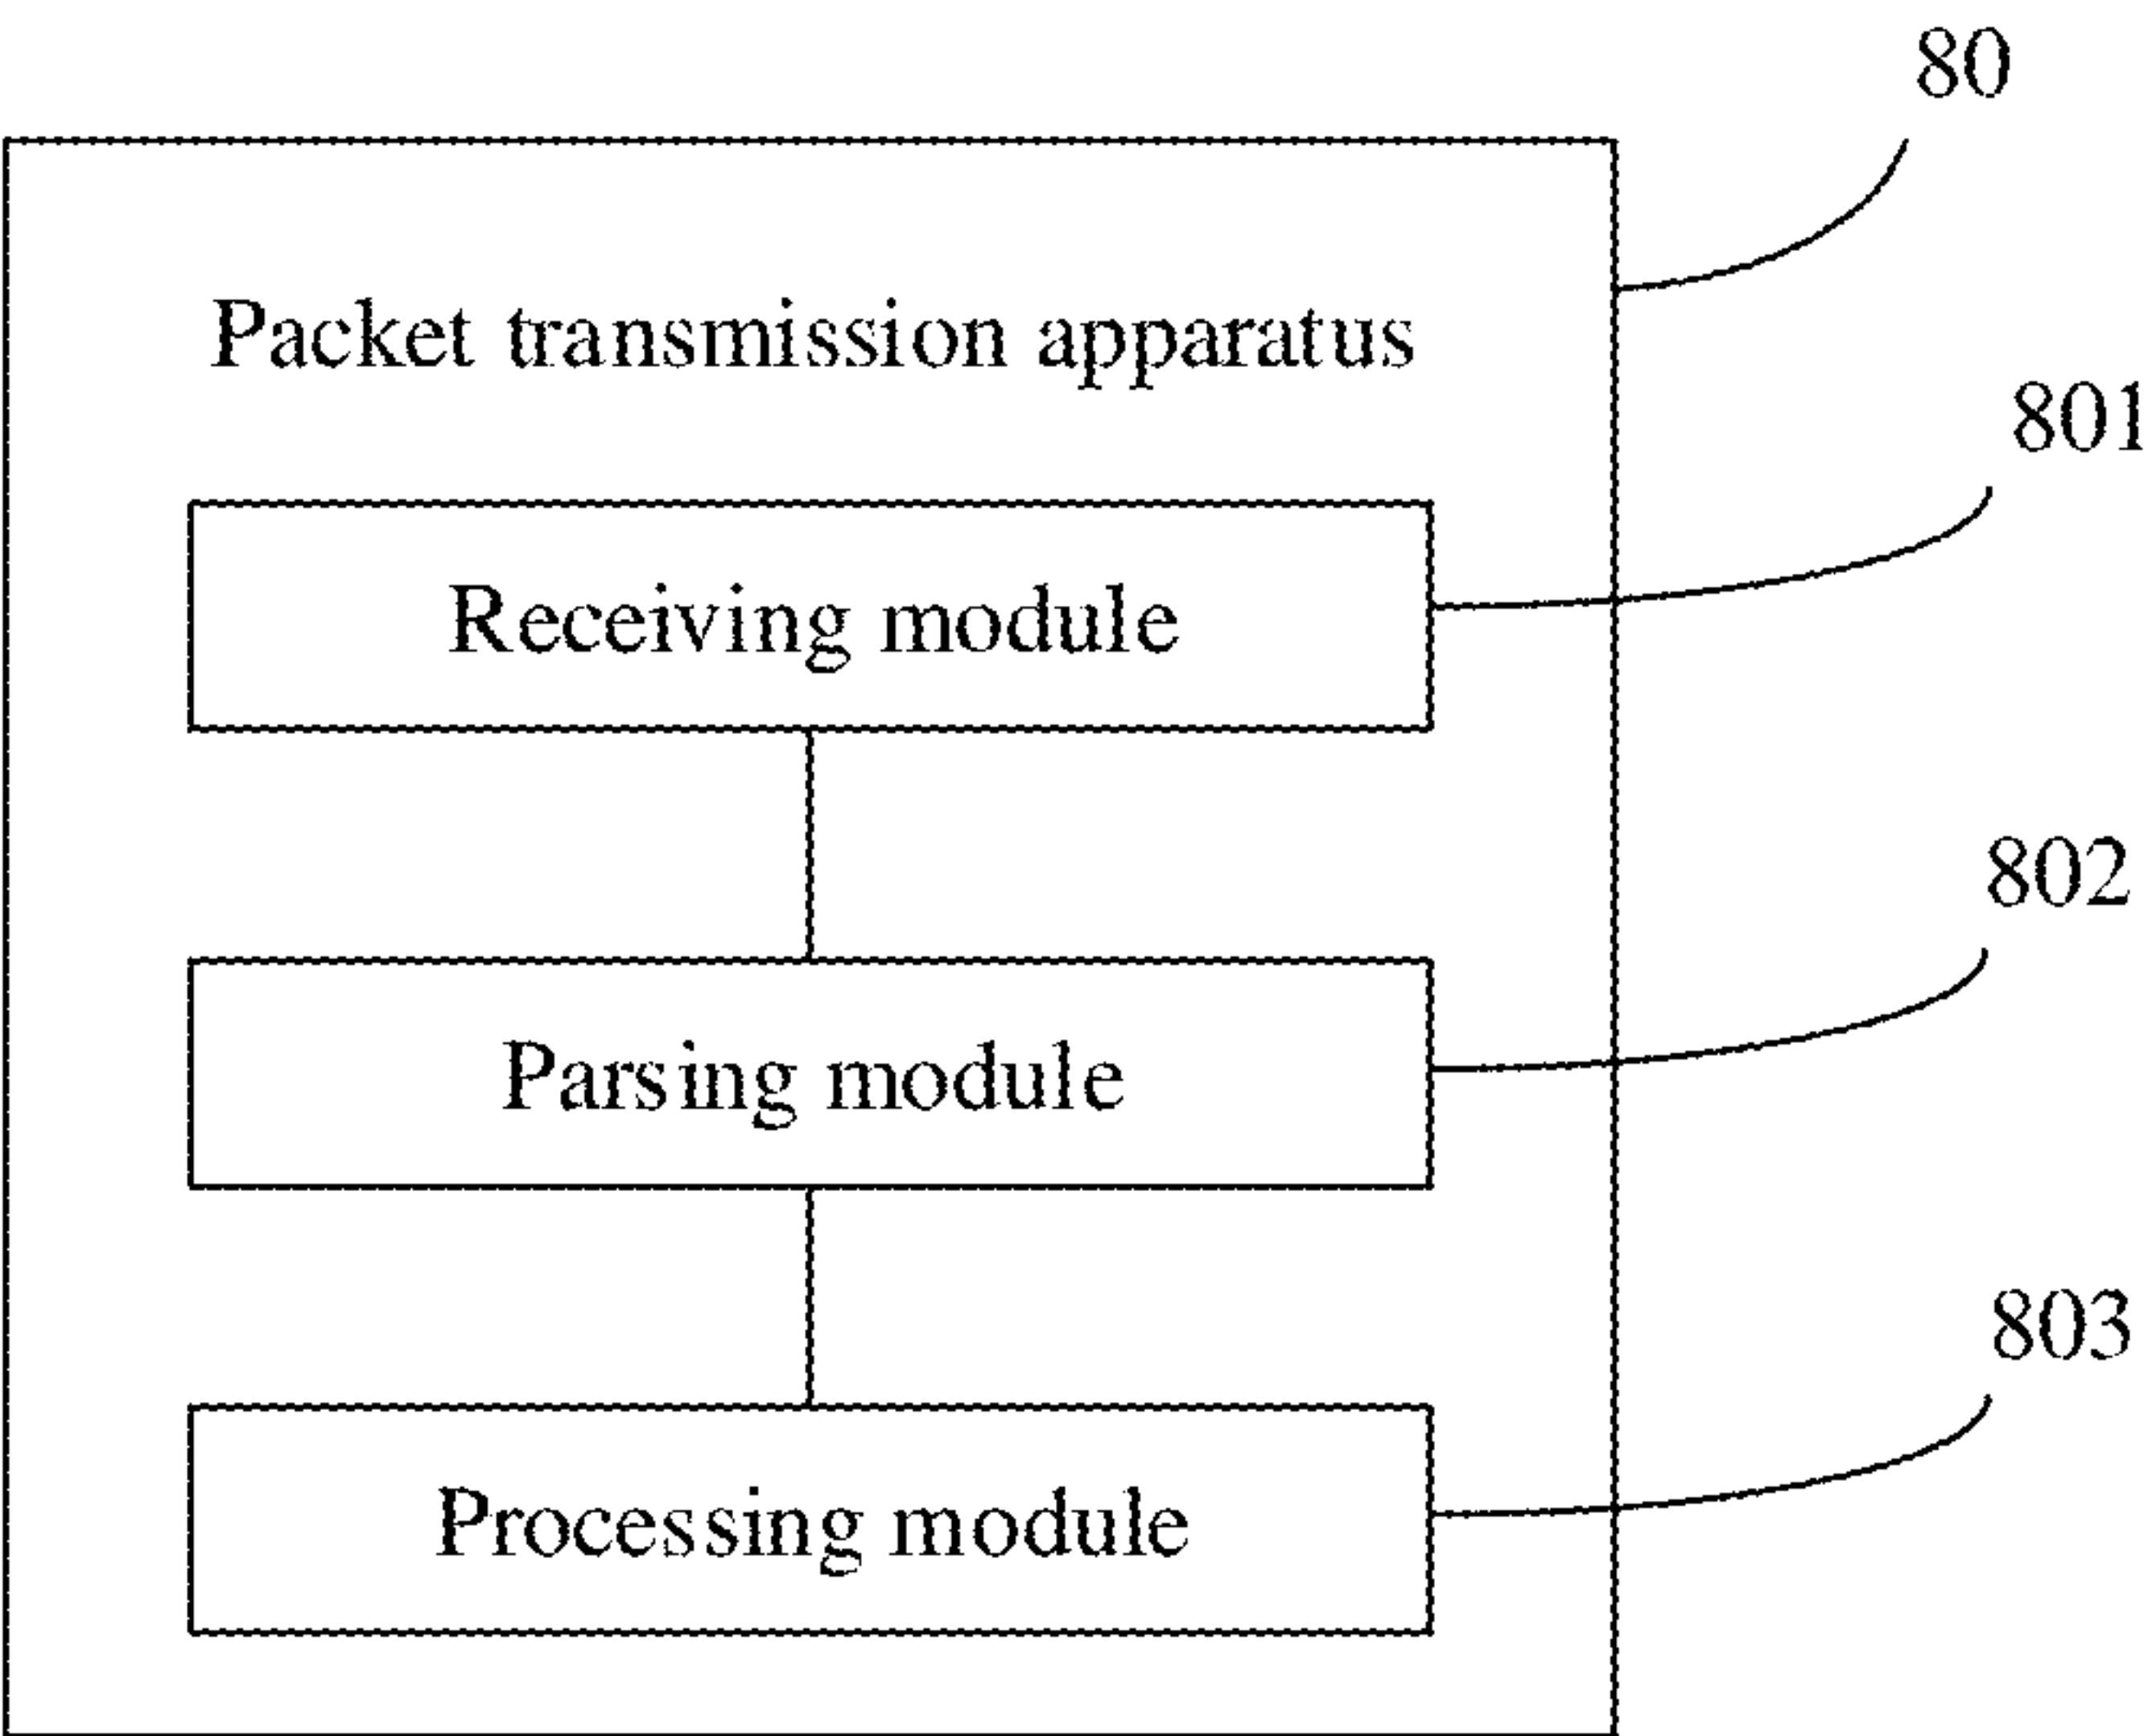 80
Packet transmission apparatus
801
Receiving module
802
Parsing module
803
Processing module